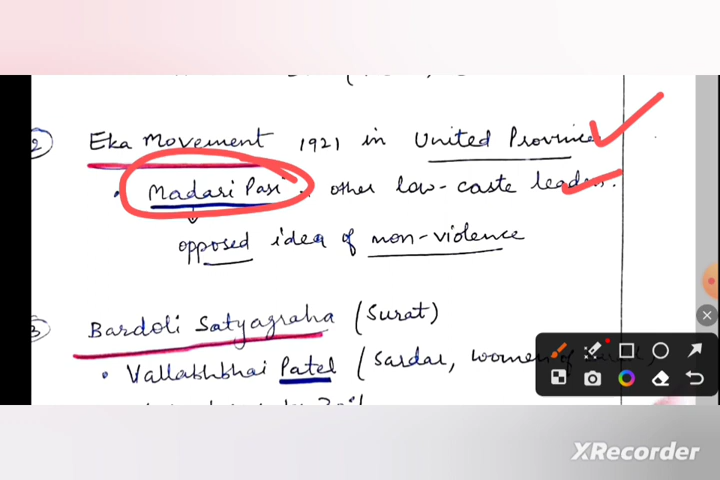 ② Eka Movement 1921 in United Province
• Madari Pasi. other low-caste leaders.
opposed idea of non-violence
③ Bardoli Satyagraha (Surat)
• Vallabhbhai Patel (Sardar, women of
XRecorder